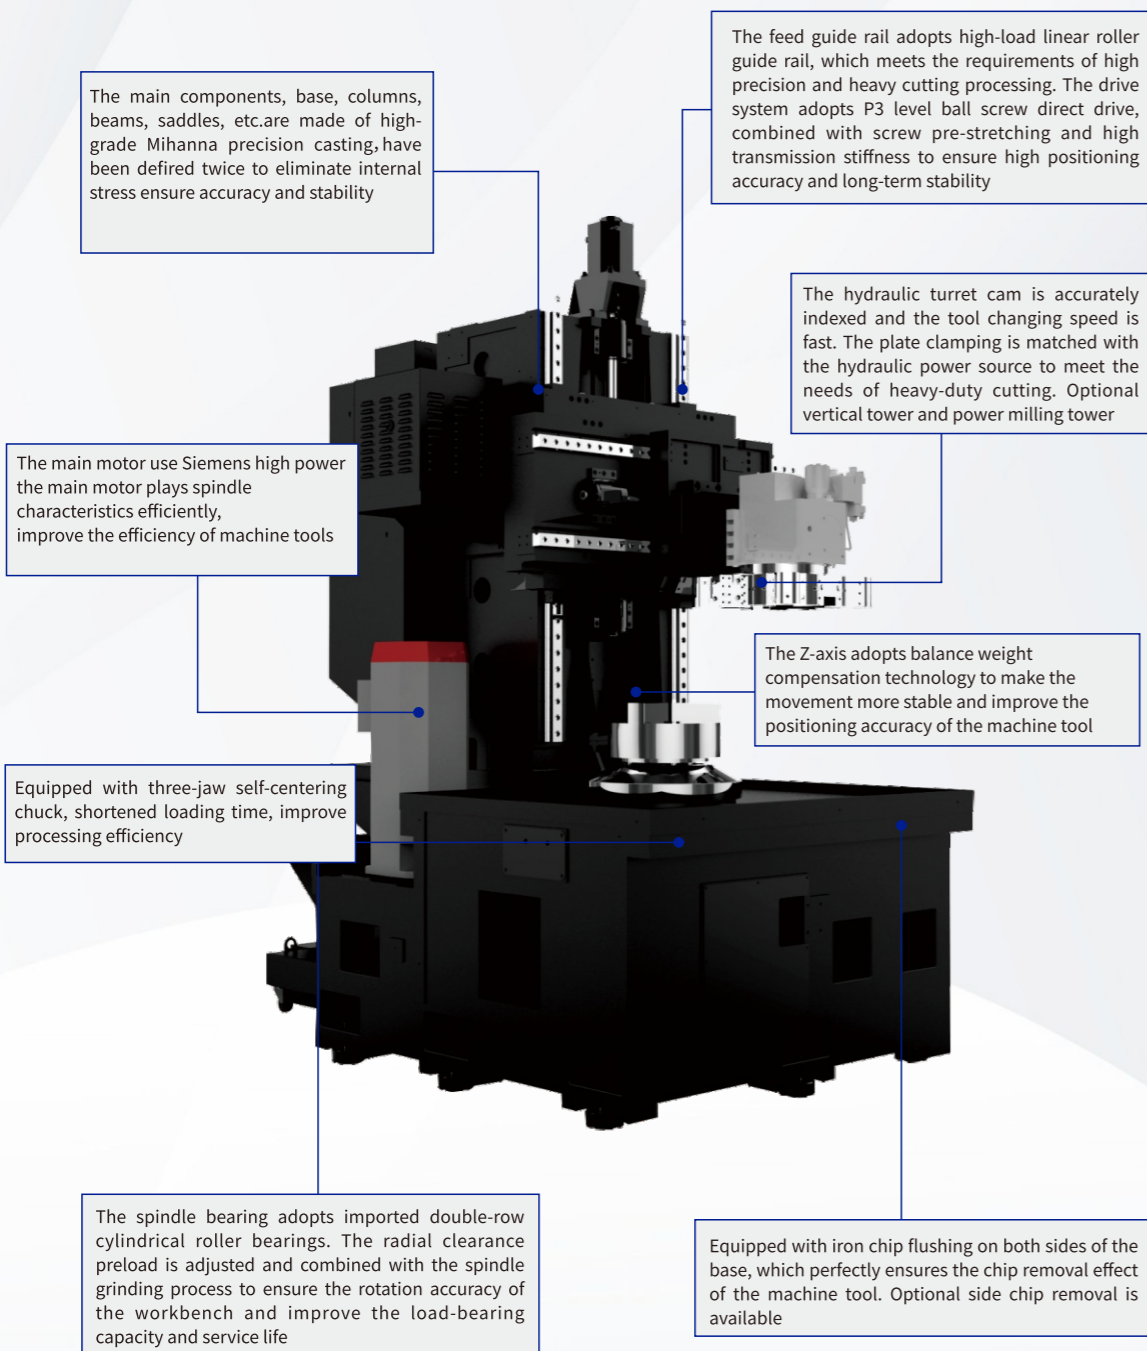 The feed guide rail adopts high-load linear roller
guide rail, which meets the requirements of high
precision and heavy cutting processing. The drive
system adopts P3 level ball screw direct drive,
combined with screw pre-stretching and high
transmission stiffness to ensure high positioning
accuracy and long-term stability
The main components, base, columns,
beams, saddles, etc.are made of high-
grade Mihanna precision casting, have
been defired twice to eliminate internal
stress ensure accuracy and stability
The hydraulic turret cam is accurately
indexed and the tool changing speed is
fast. The plate clamping is matched with
the hydraulic power source to meet the
needs of heavy-duty cutting. Optional
vertical tower and power milling tower
The main motor use Siemens high power
the main motor plays spindle
characteristics efficiently,
improve the efficiency of machine tools
The Z-axis adopts balance weight
compensation technology to make the
movement more stable and improve the
positioning accuracy of the machine tool
Equipped with three-jaw self-centering
chuck, shortened loading time, improve
processing efficiency
The spindle bearing adopts imported double-row
cylindrical roller bearings. The radial clearance
preload is adjusted and combined with the spindle
grinding process to ensure the rotation accuracy of
the workbench and improve the load-bearing
capacity and service life
Equipped with iron chip flushing on both sides of the
base, which perfectly ensures the chip removal effect
of the machine tool. Optional side chip removal is
available